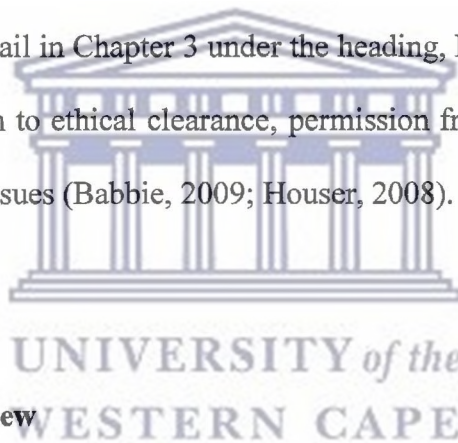 ail in Chapter 3 under the heading,
to ethical clearance, permission
sues (Babbie, 2009; Houser, 2008).
UNIVERSITY of the
ew
WESTERN CAPE